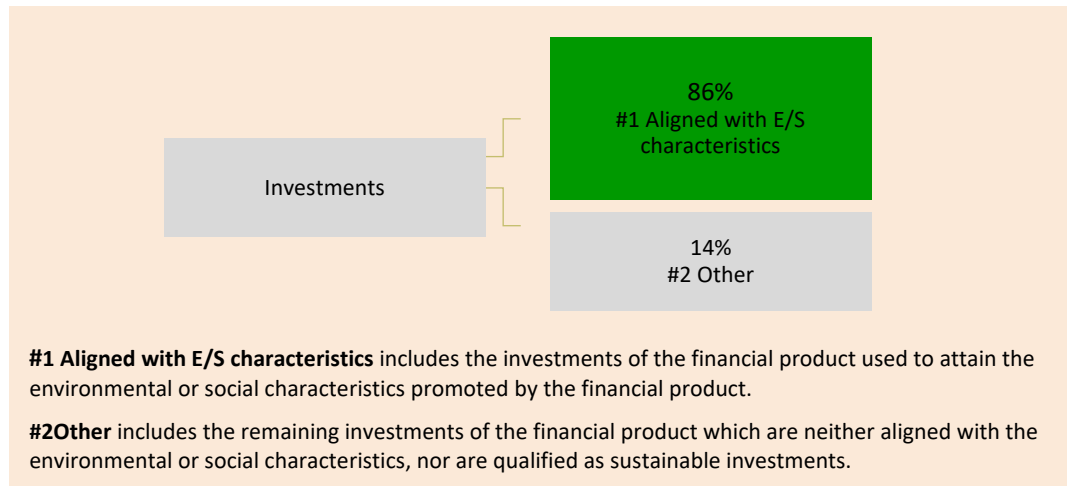 86%
#1 Aligned with E/S
characteristics
Investments
14%
#2 Other
#1 Aligned with E/S characteristics includes the investments of the financial product used to attain the
environmental or social characteristics promoted by the financial product.
#2Other includes the remaining investments of the financial product which are neither aligned with the
environmental or social characteristics, nor are qualified as sustainable investments.